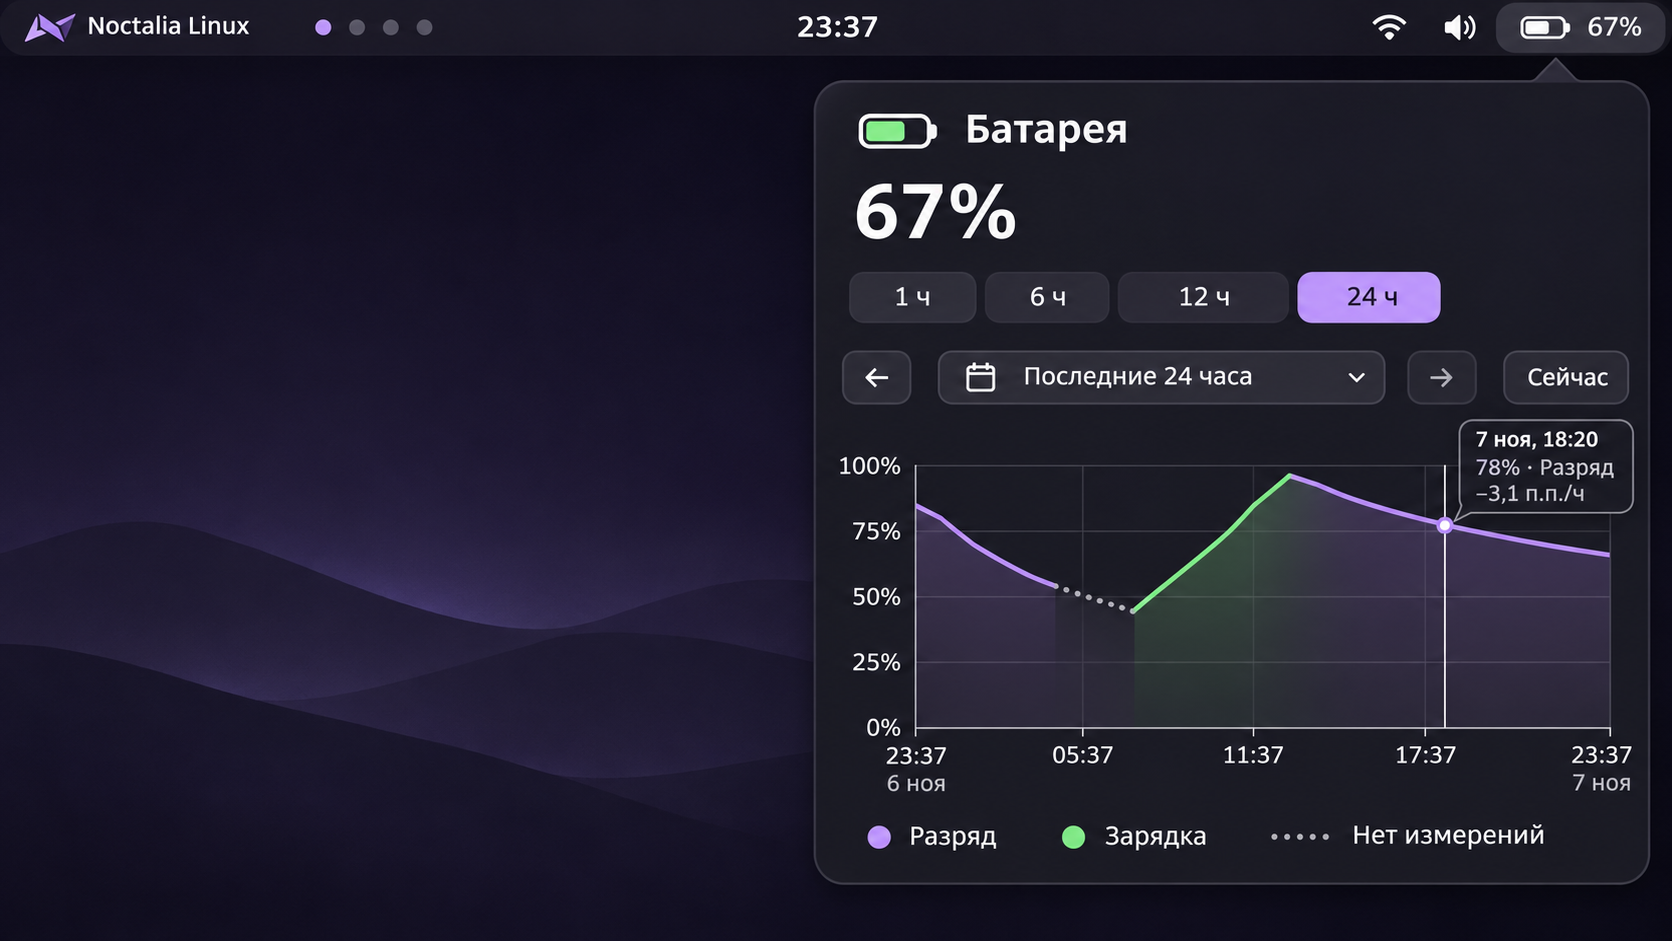 Noctalia Linux
23:37
67%
Батарея
67%
1 ч
6 ч
12 ч
24 ч
Последние 24 часа
Сейчас
7 ноя, 18:20
78% · Разряд
−3,1 п.п./ч
100%
75%
50%
25%
0%
23:37
6 ноя
05:37
11:37
17:37
23:37
7 ноя
Разряд
Зарядка
Нет измерений